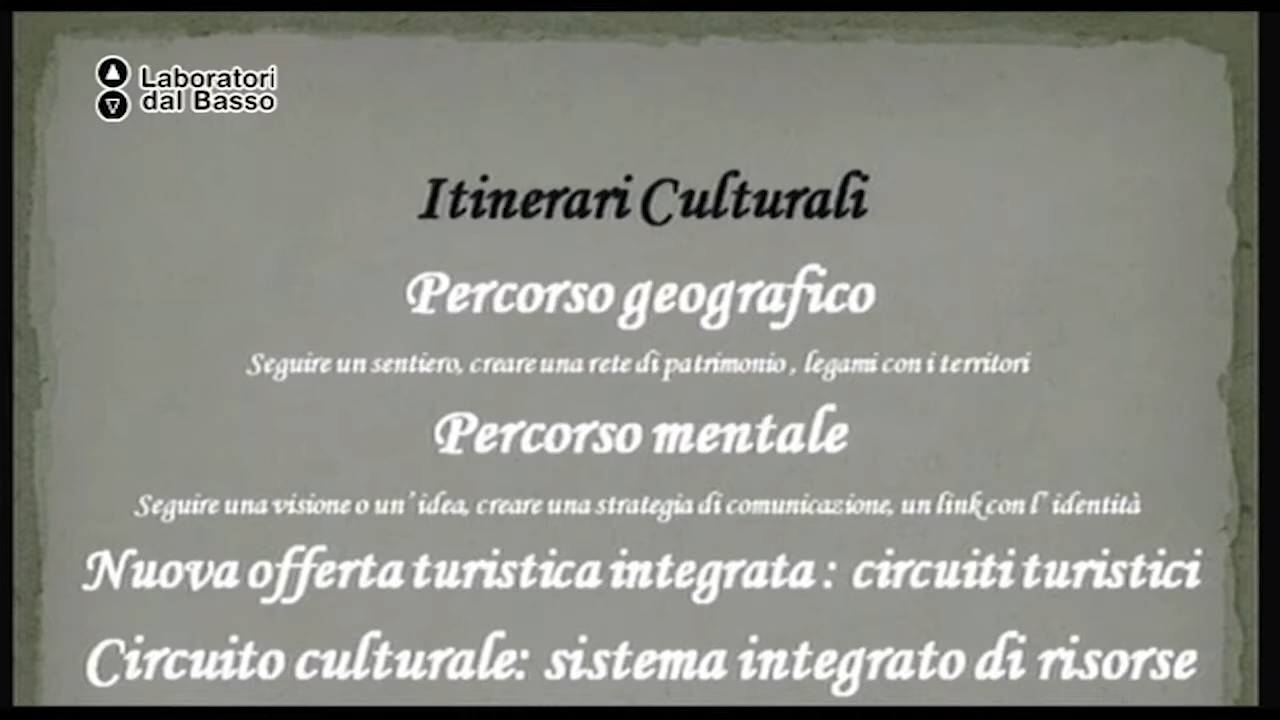 Laboratori
dal Basso
Itinerari Culturali
Percorso geografico
Seguire un sentiero, creare una rete di patrimonio , legami con i territori
Percorso mentale
Seguire una visione o un' idea, creare una strategia di comunicazione, un link con l' identità
Nuova offerta turistica integrata : circuiti turistici
Circuito culturale: sistema integrato di risorse